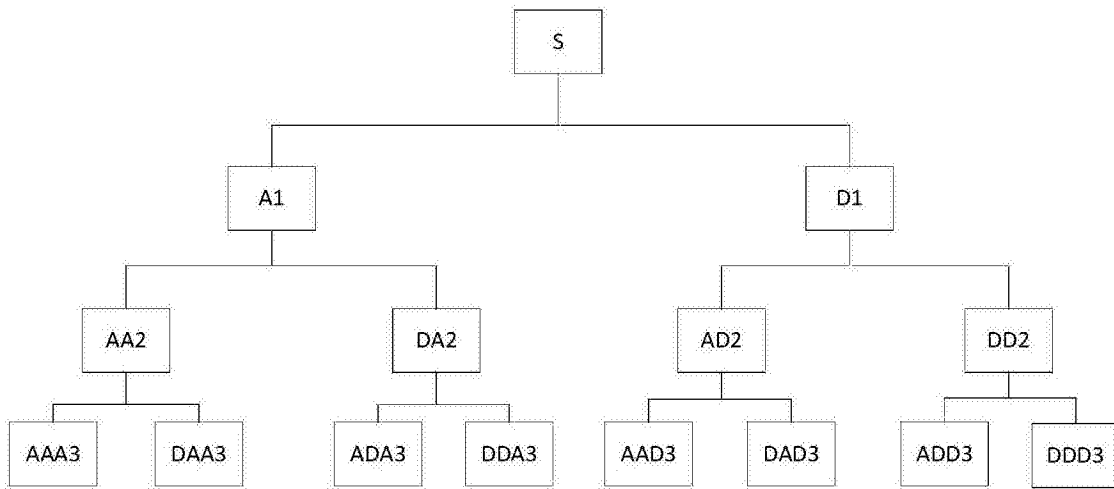 S
A1 D1
AA2 DA2 AD2 DD2
AAA3 DAA3 ADA3 DDA3 AAD3 DAD3 ADD3 DDD3